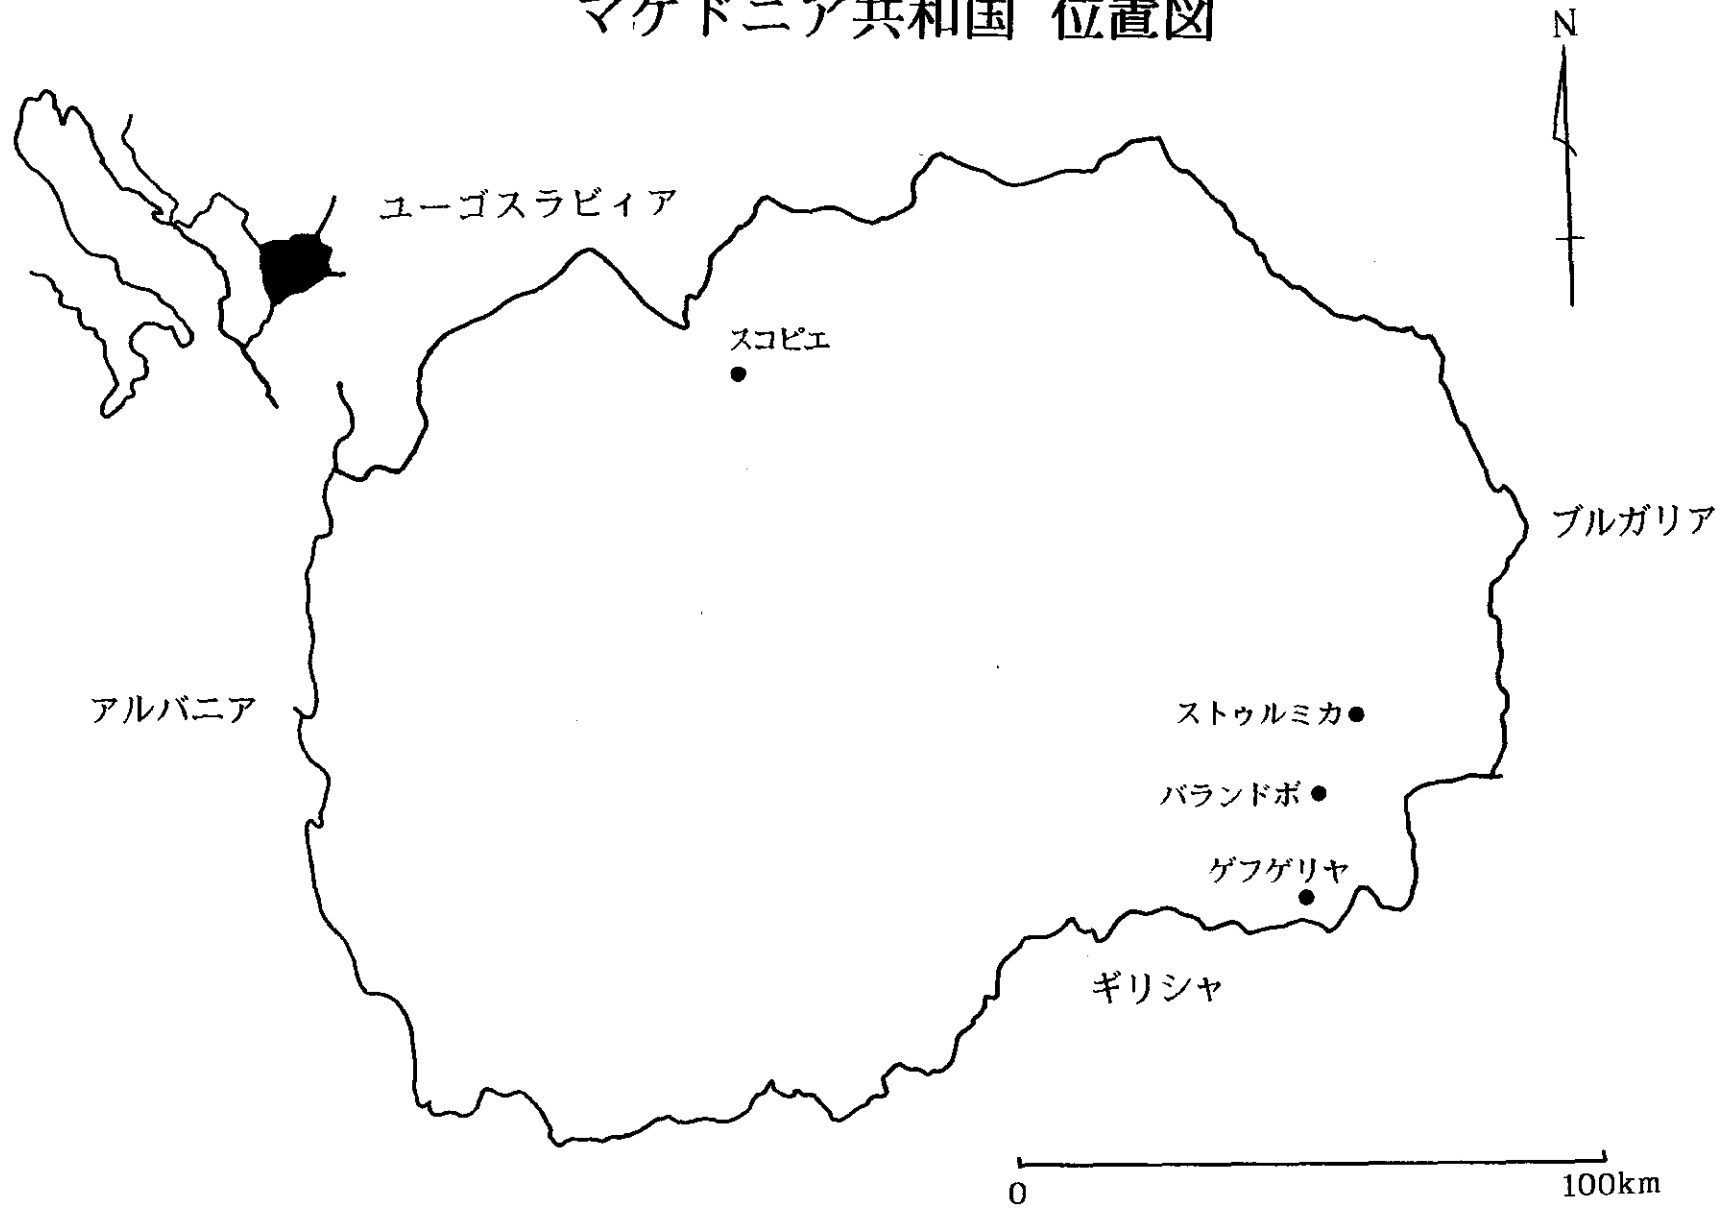 マケドニア共和国 位置図
N
ユーゴスラビィア
スコピエ
ブルガリア
アルバニア
ストゥルミカ
バランドボ
ゲフゲリヤ
ギリシャ
0 100km